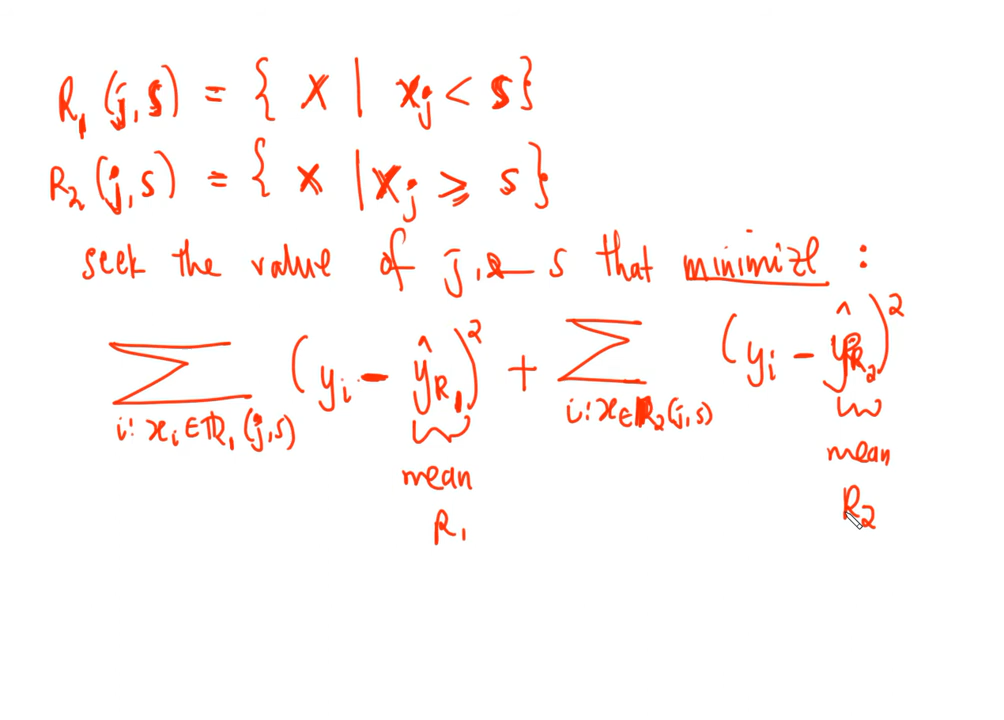 R₁ (j, s) = { X | Xj < s }
R₂ (j, s) = { X | Xj ⩾ s }
seek the value of j, & s that minimize :
∑ (yi - ŷR₁)² + ∑ (yi - ŷR₂)²
i: xi ∈ R₁ (j, s) i: x ∈ R₂ (j, s)
mean mean
R₁ R₂